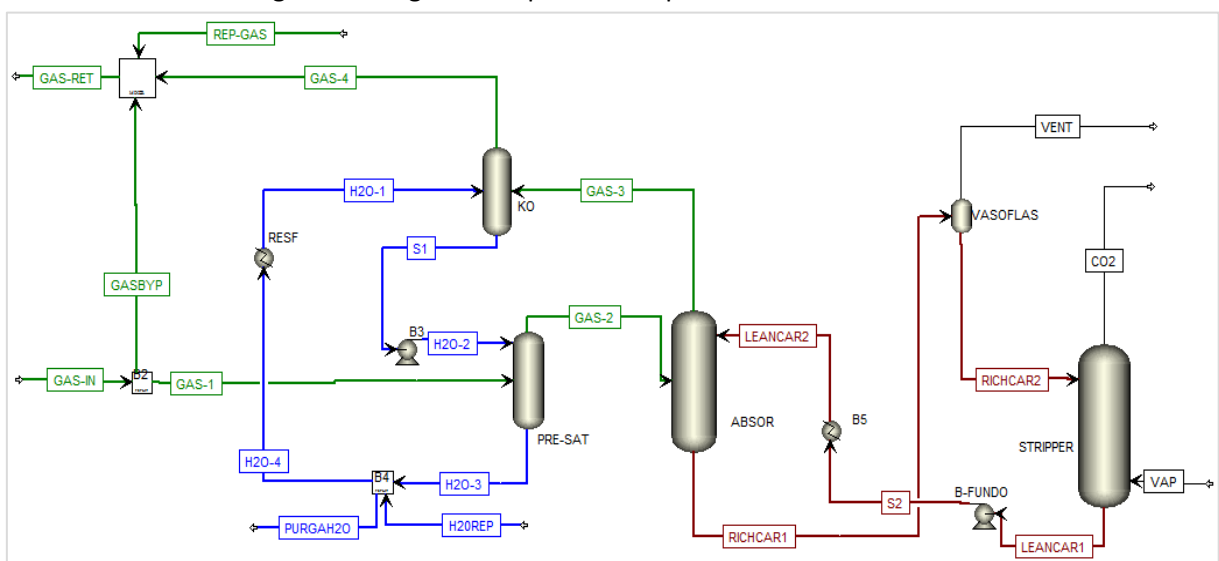 REP-GAS
GAS-RET
GAS-4
VENT
H2O-1
GAS-3
KO
VASOFLAS
RESF
S1
CO2
GASBYP
GAS-2
B3
H2O-2
LEANCAR2
GAS-IN
B2
GAS-1
RICHCAR2
ABSOR
B5
PRE-SAT
STRIPPER
H2O-4
B4
H2O-3
VAP
B-FUNDO
S2
PURGAH2O
H20REP
RICHCAR1
LEANCAR1